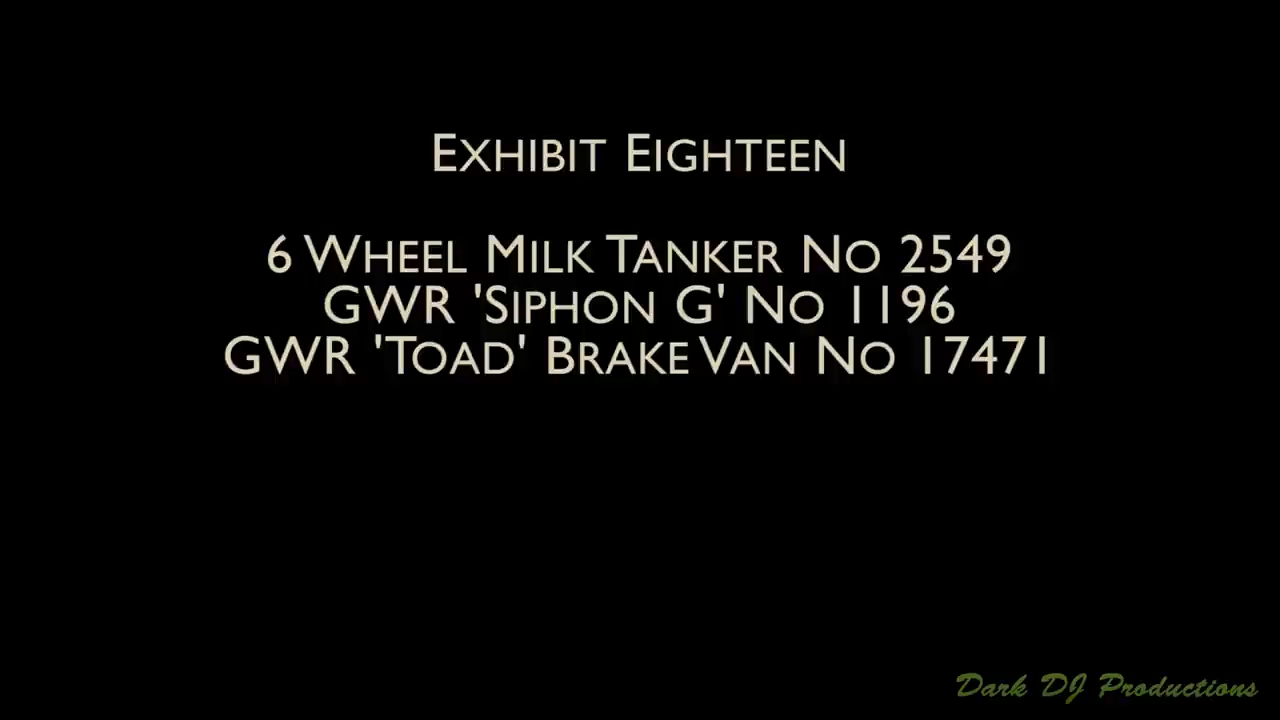 Exhibit Eighteen
6 Wheel Milk Tanker No 2549
GWR 'Siphon G' No 1196
GWR 'Toad' Brake Van No 17471
Dark DJ Productions